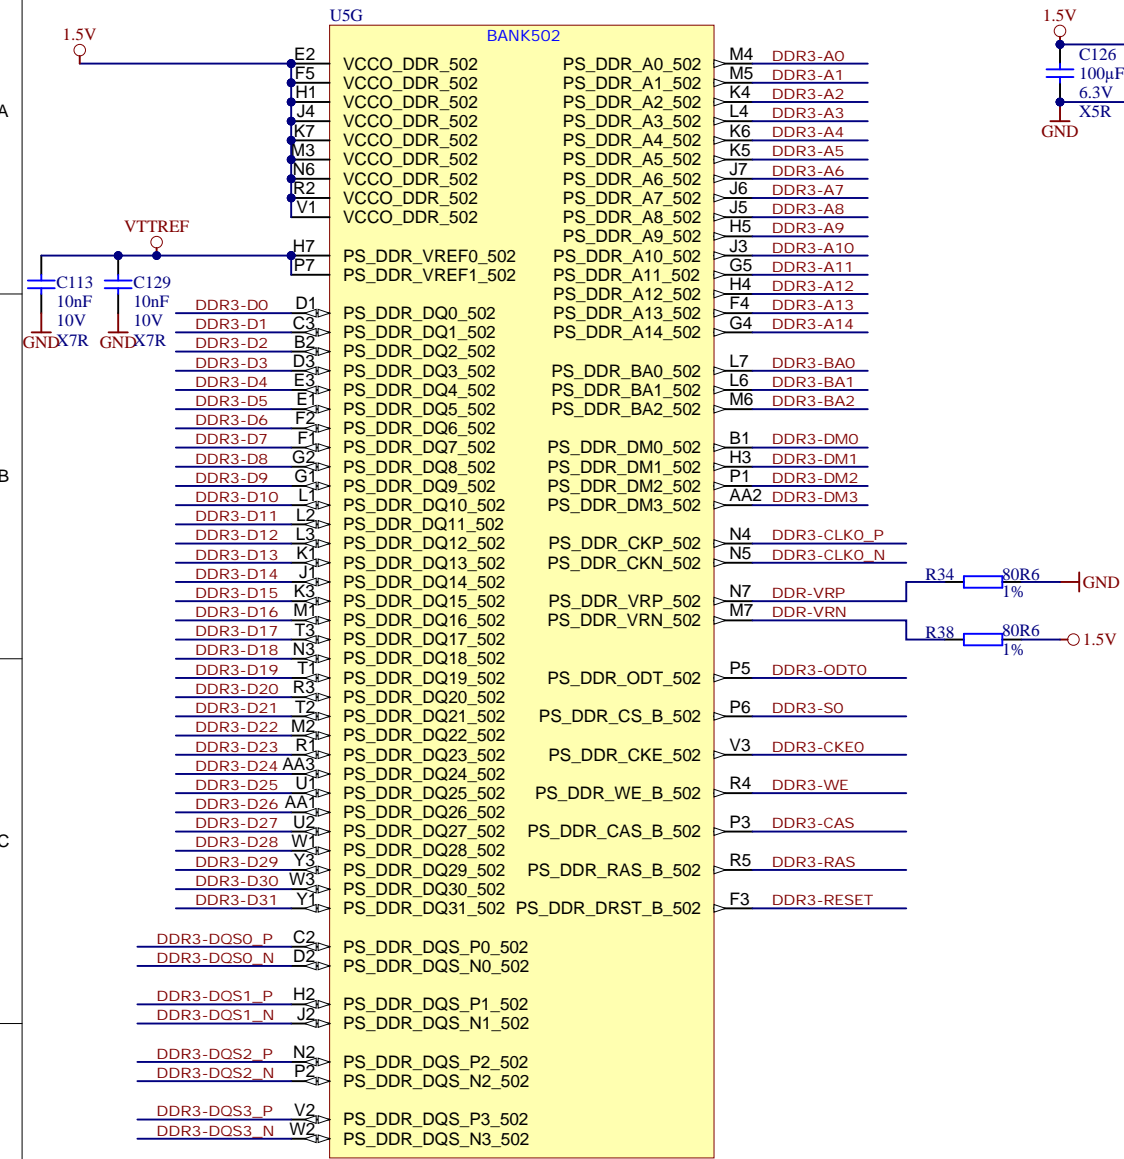 U5G
BANK502
1.5V
E2 VCCO_DDR_502 PS_DDR_A0_502 M4 DDR3-A0
F5 VCCO_DDR_502 PS_DDR_A1_502 M5 DDR3-A1
H1 VCCO_DDR_502 PS_DDR_A2_502 K4 DDR3-A2
J4 VCCO_DDR_502 PS_DDR_A3_502 L4 DDR3-A3
K7 VCCO_DDR_502 PS_DDR_A4_502 K6 DDR3-A4
M3 VCCO_DDR_502 PS_DDR_A5_502 K5 DDR3-A5
N6 VCCO_DDR_502 PS_DDR_A6_502 J7 DDR3-A6
R2 VCCO_DDR_502 PS_DDR_A7_502 J6 DDR3-A7
V1 VCCO_DDR_502 PS_DDR_A8_502 J5 DDR3-A8
PS_DDR_A9_502 H5 DDR3-A9
VTTREF
H7 PS_DDR_VREF0_502 PS_DDR_A10_502 J3 DDR3-A10
P7 PS_DDR_VREF1_502 PS_DDR_A11_502 G5 DDR3-A11
PS_DDR_A12_502 H4 DDR3-A12
C113
10nF
10V
X7R
GND
C129
10nF
10V
X7R
GND
DDR3-D0 D1 PS_DDR_DQ0_502 PS_DDR_A13_502 F4 DDR3-A13
DDR3-D1 C3 PS_DDR_DQ1_502 PS_DDR_A14_502 G4 DDR3-A14
DDR3-D2 B2 PS_DDR_DQ2_502
DDR3-D3 D3 PS_DDR_DQ3_502 PS_DDR_BA0_502 L7 DDR3-BA0
DDR3-D4 E3 PS_DDR_DQ4_502 PS_DDR_BA1_502 L6 DDR3-BA1
DDR3-D5 E1 PS_DDR_DQ5_502 PS_DDR_BA2_502 M6 DDR3-BA2
DDR3-D6 F2 PS_DDR_DQ6_502
DDR3-D7 F1 PS_DDR_DQ7_502 PS_DDR_DM0_502 B1 DDR3-DM0
DDR3-D8 G2 PS_DDR_DQ8_502 PS_DDR_DM1_502 H3 DDR3-DM1
DDR3-D9 G1 PS_DDR_DQ9_502 PS_DDR_DM2_502 P1 DDR3-DM2
DDR3-D10 L1 PS_DDR_DQ10_502 PS_DDR_DM3_502 AA2 DDR3-DM3
DDR3-D11 L2 PS_DDR_DQ11_502
DDR3-D12 L3 PS_DDR_DQ12_502 PS_DDR_CKP_502 N4 DDR3-CLK0_P
DDR3-D13 K1 PS_DDR_DQ13_502 PS_DDR_CKN_502 N5 DDR3-CLK0_N
DDR3-D14 J1 PS_DDR_DQ14_502
DDR3-D15 K3 PS_DDR_DQ15_502 PS_DDR_VRP_502 N7 DDR-VRP
DDR3-D16 M1 PS_DDR_DQ16_502 PS_DDR_VRN_502 M7 DDR-VRN
DDR3-D17 T3 PS_DDR_DQ17_502
DDR3-D18 N3 PS_DDR_DQ18_502
DDR3-D19 T1 PS_DDR_DQ19_502 PS_DDR_ODT_502 P5 DDR3-ODT0
DDR3-D20 R3 PS_DDR_DQ20_502
DDR3-D21 T2 PS_DDR_DQ21_502 PS_DDR_CS_B_502 P6 DDR3-S0
DDR3-D22 M2 PS_DDR_DQ22_502
DDR3-D23 R1 PS_DDR_DQ23_502 PS_DDR_CKE_502 V3 DDR3-CKE0
DDR3-D24 AA3 PS_DDR_DQ24_502
DDR3-D25 U1 PS_DDR_DQ25_502 PS_DDR_WE_B_502 R4 DDR3-WE
DDR3-D26 AA1 PS_DDR_DQ26_502
DDR3-D27 U2 PS_DDR_DQ27_502 PS_DDR_CAS_B_502 P3 DDR3-CAS
DDR3-D28 W1 PS_DDR_DQ28_502
DDR3-D29 Y3 PS_DDR_DQ29_502 PS_DDR_RAS_B_502 R5 DDR3-RAS
DDR3-D30 W3 PS_DDR_DQ30_502
DDR3-D31 Y1 PS_DDR_DQ31_502 PS_DDR_DRST_B_502 F3 DDR3-RESET
DDR3-DQS0_P C2 PS_DDR_DQS_P0_502
DDR3-DQS0_N D2 PS_DDR_DQS_N0_502
DDR3-DQS1_P H2 PS_DDR_DQS_P1_502
DDR3-DQS1_N J2 PS_DDR_DQS_N1_502
DDR3-DQS2_P N2 PS_DDR_DQS_P2_502
DDR3-DQS2_N P2 PS_DDR_DQS_N2_502
DDR3-DQS3_P V2 PS_DDR_DQS_P3_502
DDR3-DQS3_N W2 PS_DDR_DQS_N3_502
1.5V
C126
100µF
6.3V
X5R
GND
R34 80R6 GND
1%
R38 80R6 1.5V
1%
A
B
C